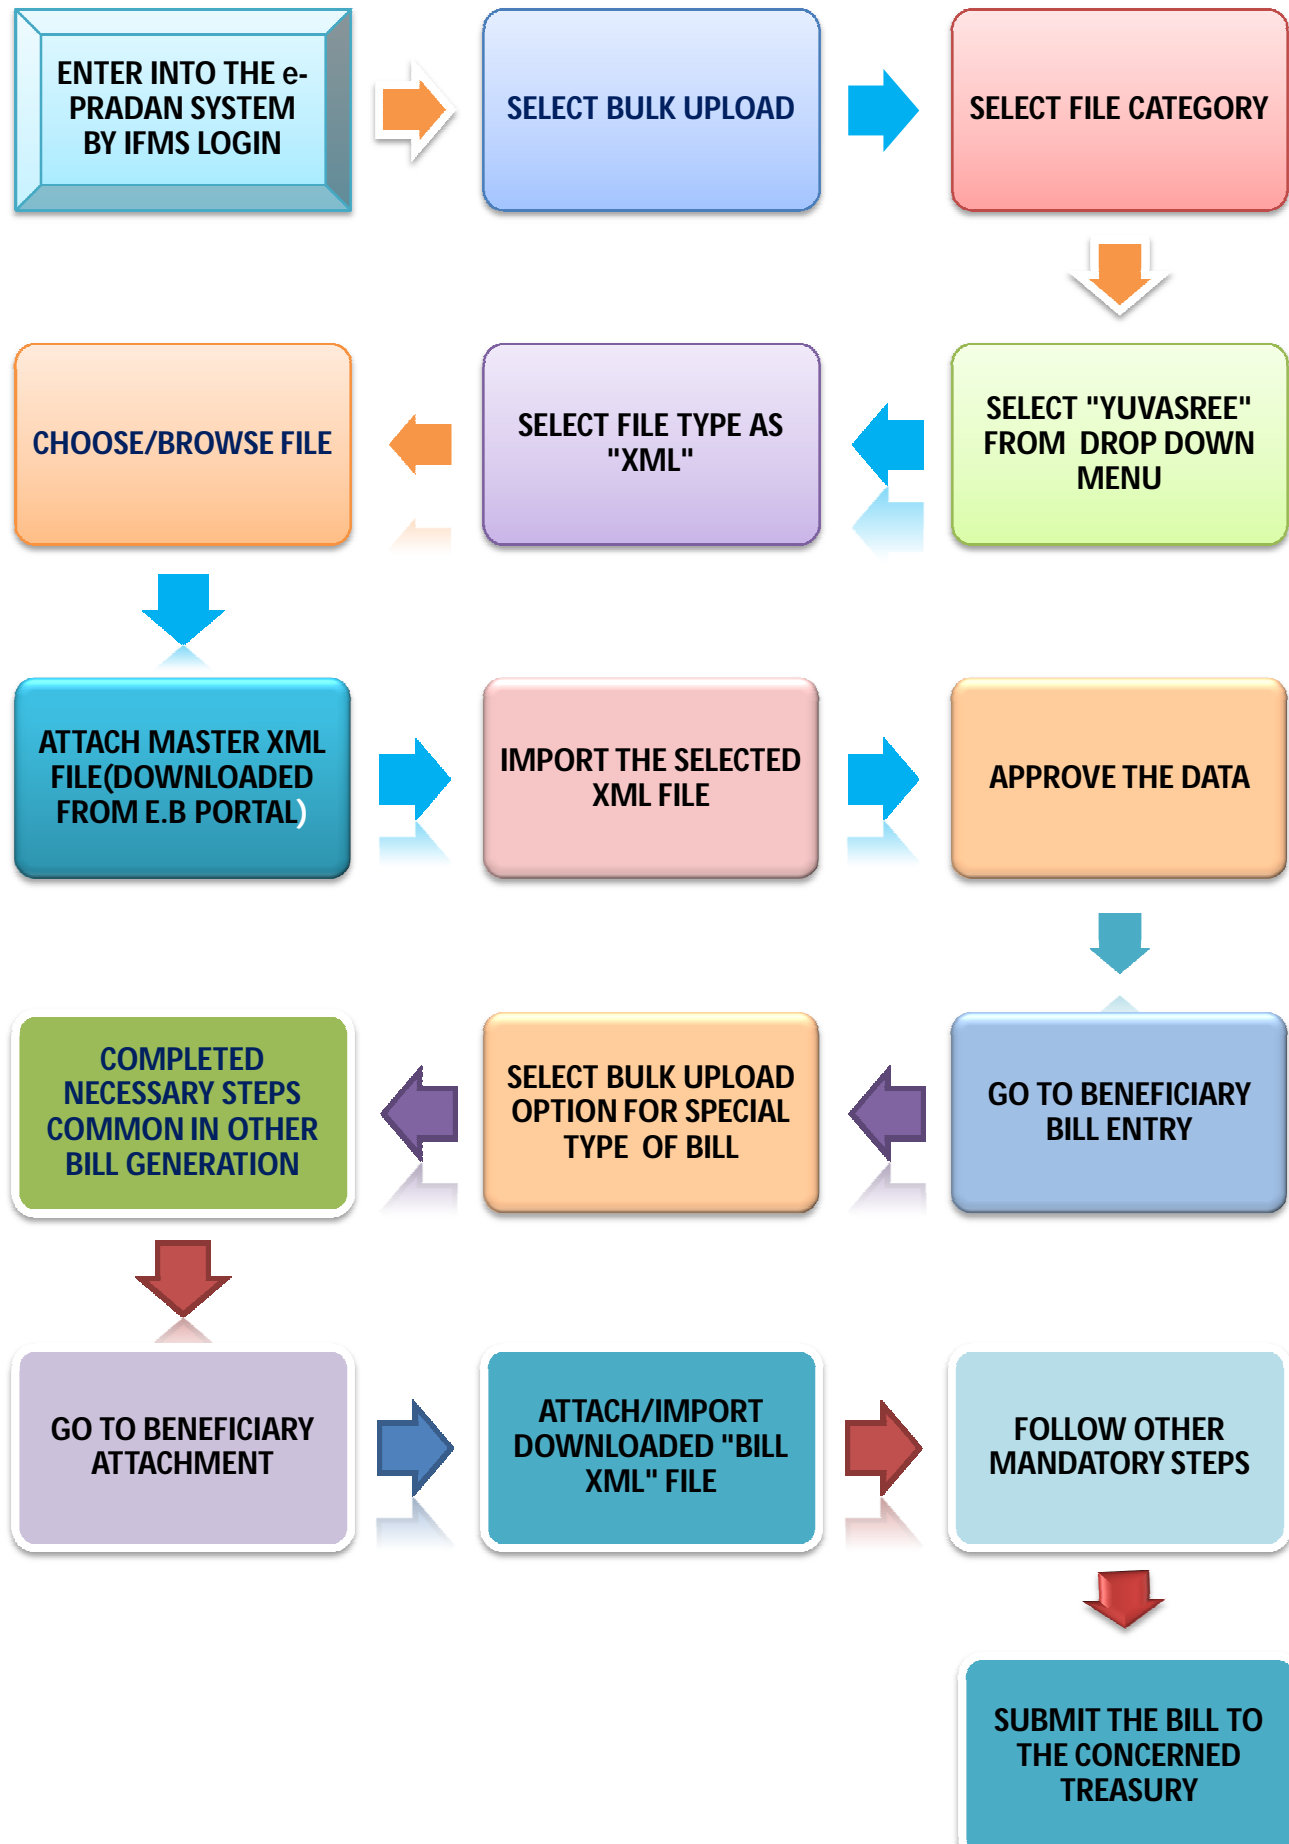 ENTER INTO THE e-
PRADAN SYSTEM
BY IFMS LOGIN
SELECT BULK UPLOAD
SELECT FILE CATEGORY
SELECT "YUVASREE"
FROM DROP DOWN
MENU
SELECT FILE TYPE AS
"XML"
CHOOSE/BROWSE FILE
ATTACH MASTER XML
FILE(DOWNLOADED
FROM E.B PORTAL)
IMPORT THE SELECTED
XML FILE
APPROVE THE DATA
GO TO BENEFICIARY
BILL ENTRY
SELECT BULK UPLOAD
OPTION FOR SPECIAL
TYPE OF BILL
COMPLETED
NECESSARY STEPS
COMMON IN OTHER
BILL GENERATION
GO TO BENEFICIARY
ATTACHMENT
ATTACH/IMPORT
DOWNLOADED "BILL
XML" FILE
FOLLOW OTHER
MANDATORY STEPS
SUBMIT THE BILL TO
THE CONCERNED
TREASURY